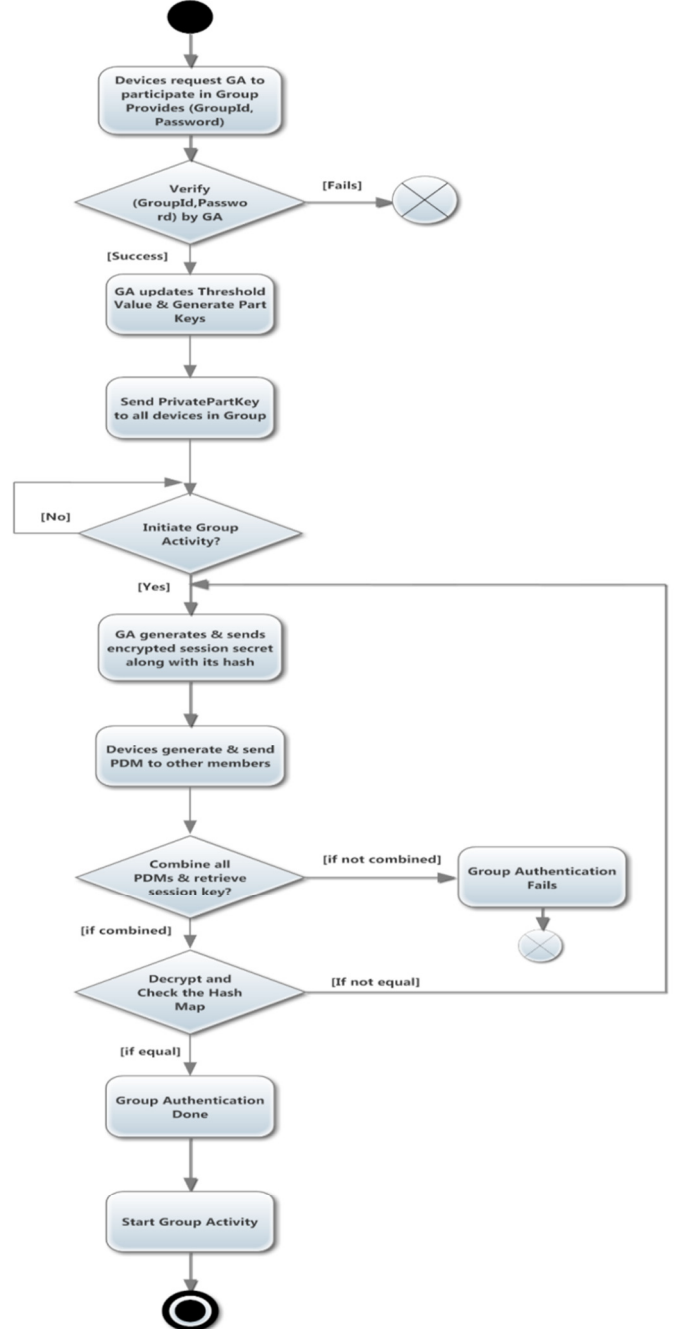 Devices request GA to
participate in Group
Provides (GroupId,
Password)
Verify
(GroupId,Passwo
rd) by GA
[Fails]
[Success]
GA updates Threshold
Value & Generate Part
Keys
Send PrivatePartKey
to all devices in Group
[No]
Initiate Group
Activity?
[Yes]
GA generates & sends
encrypted session secret
along with its hash
Devices generate & send
PDM to other members
Combine all
PDMs & retrieve
session key?
[if not combined]
Group Authentication
Fails
[if combined]
Decrypt and
Check the Hash
Map
[If not equal]
[if equal]
Group Authentication
Done
Start Group Activity